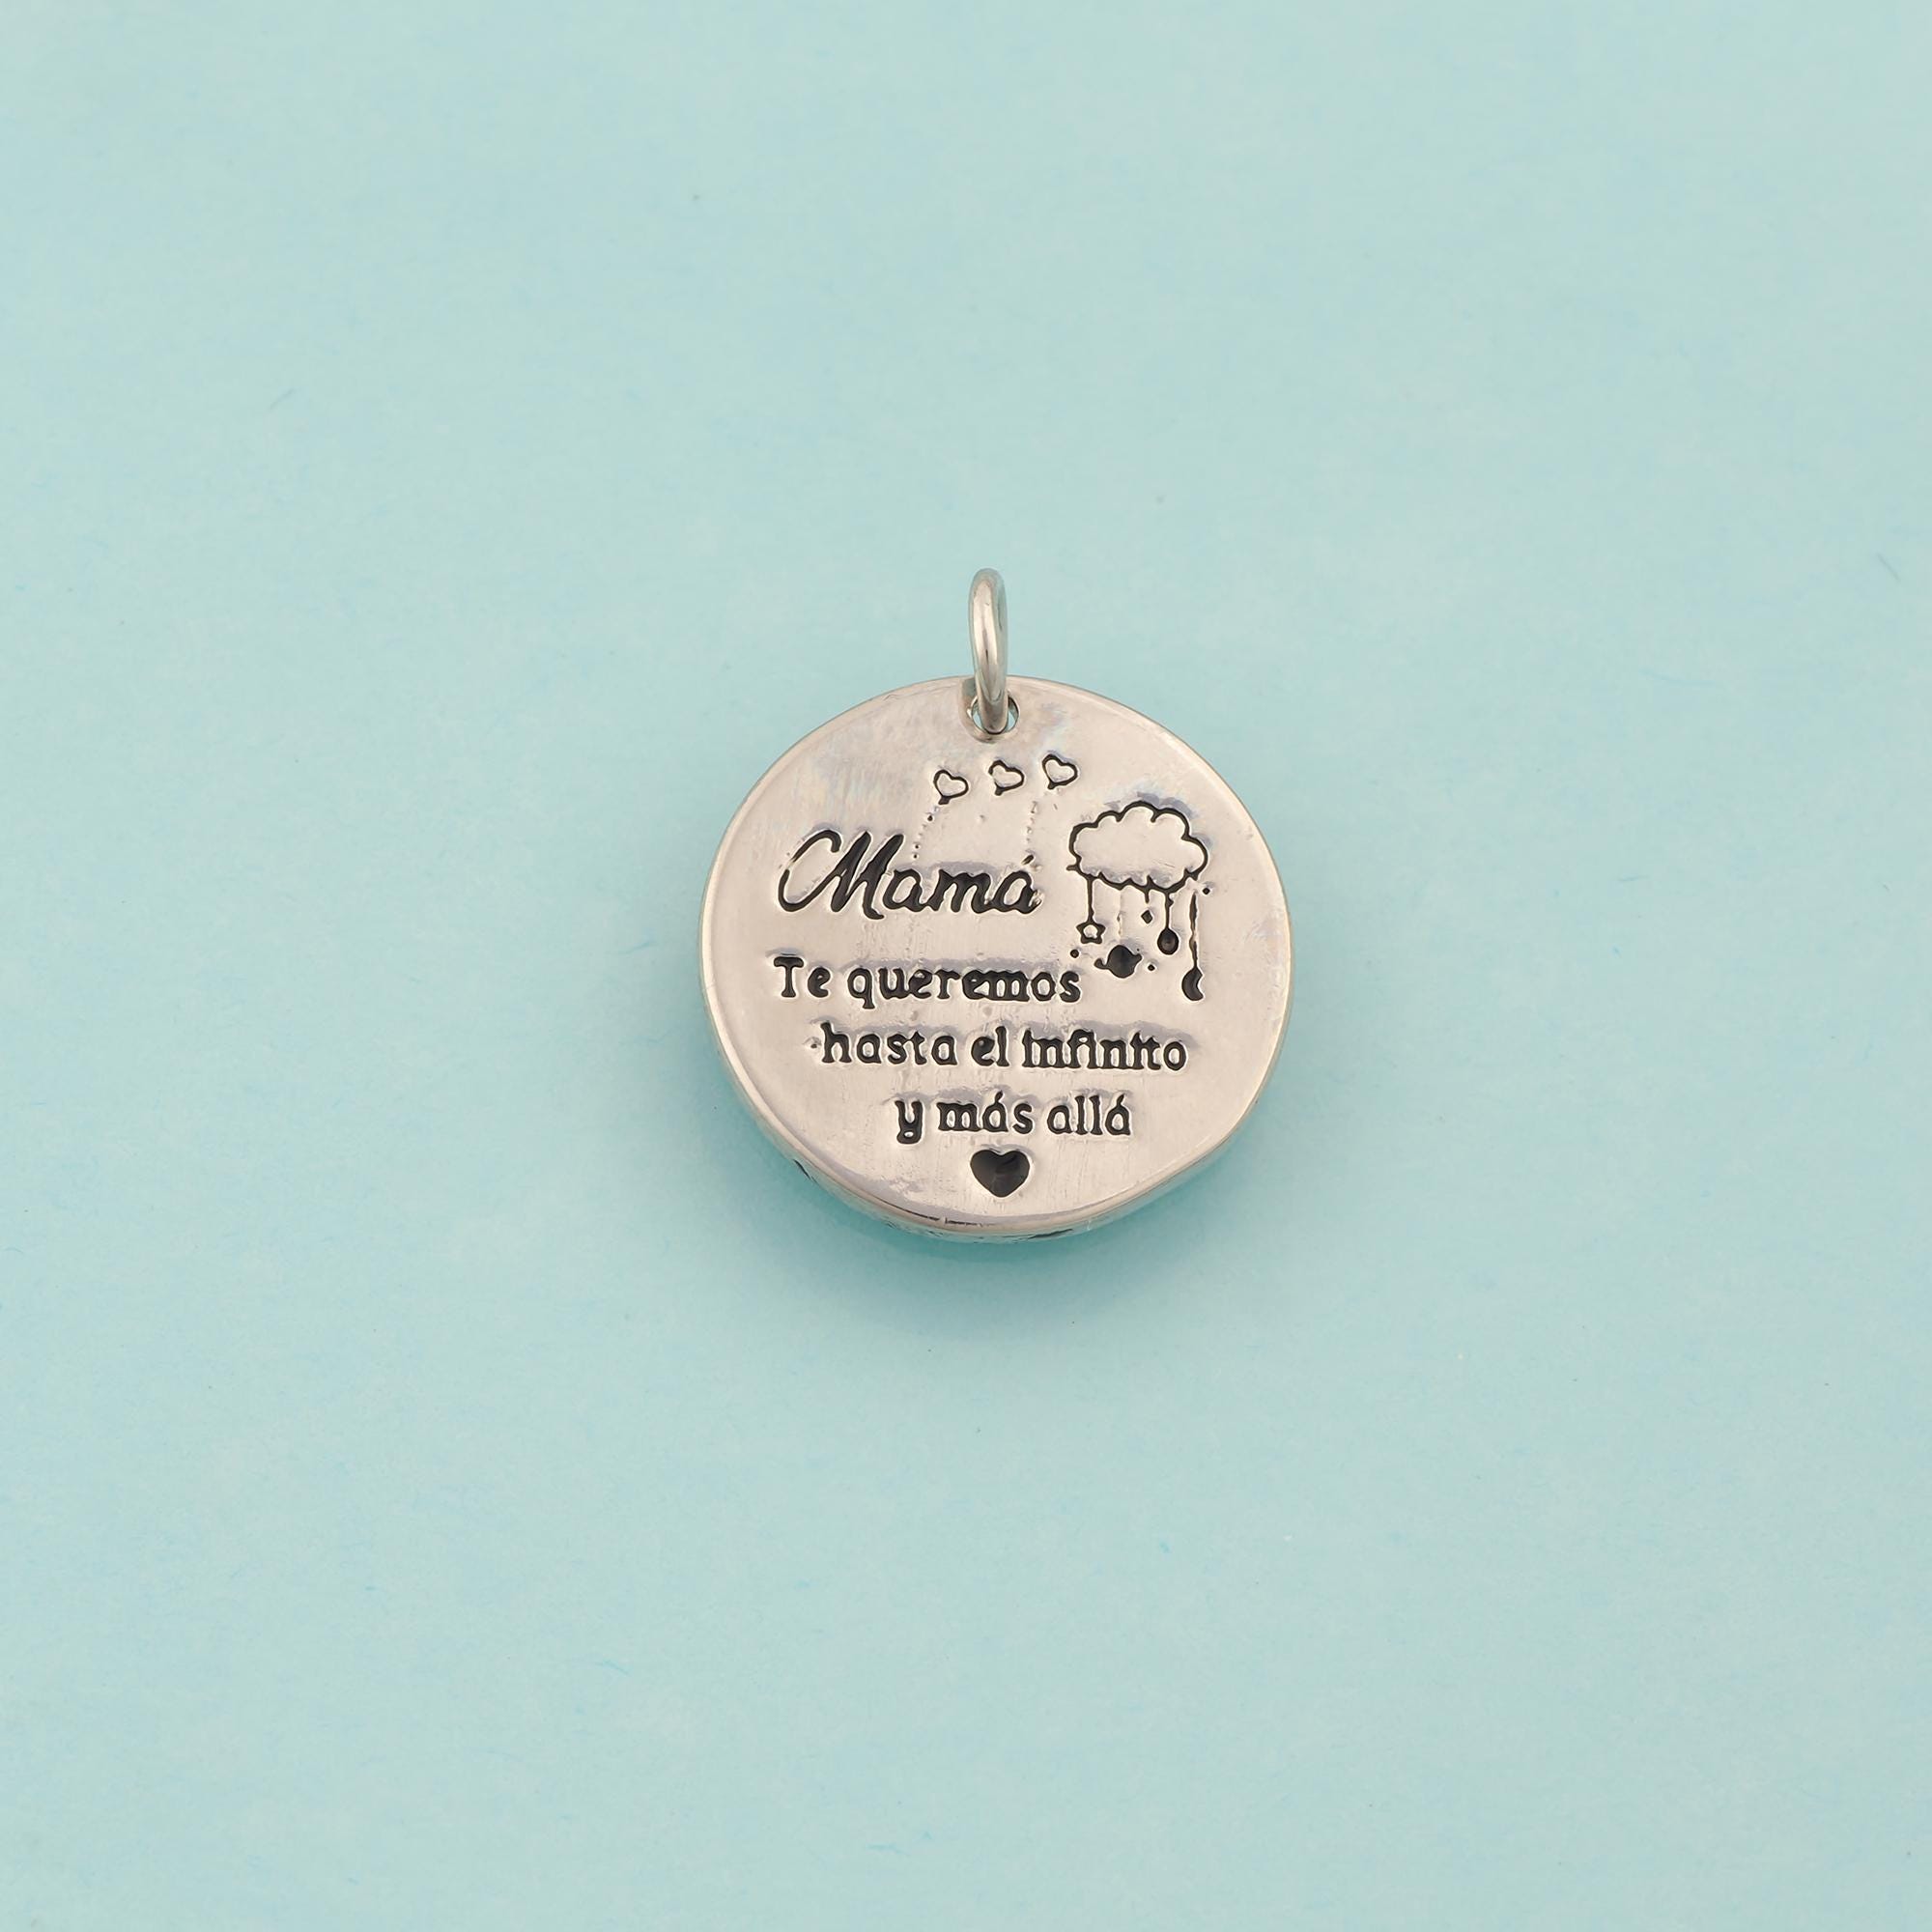 Mamá
Te queremos
hasta el infinito
y más allá